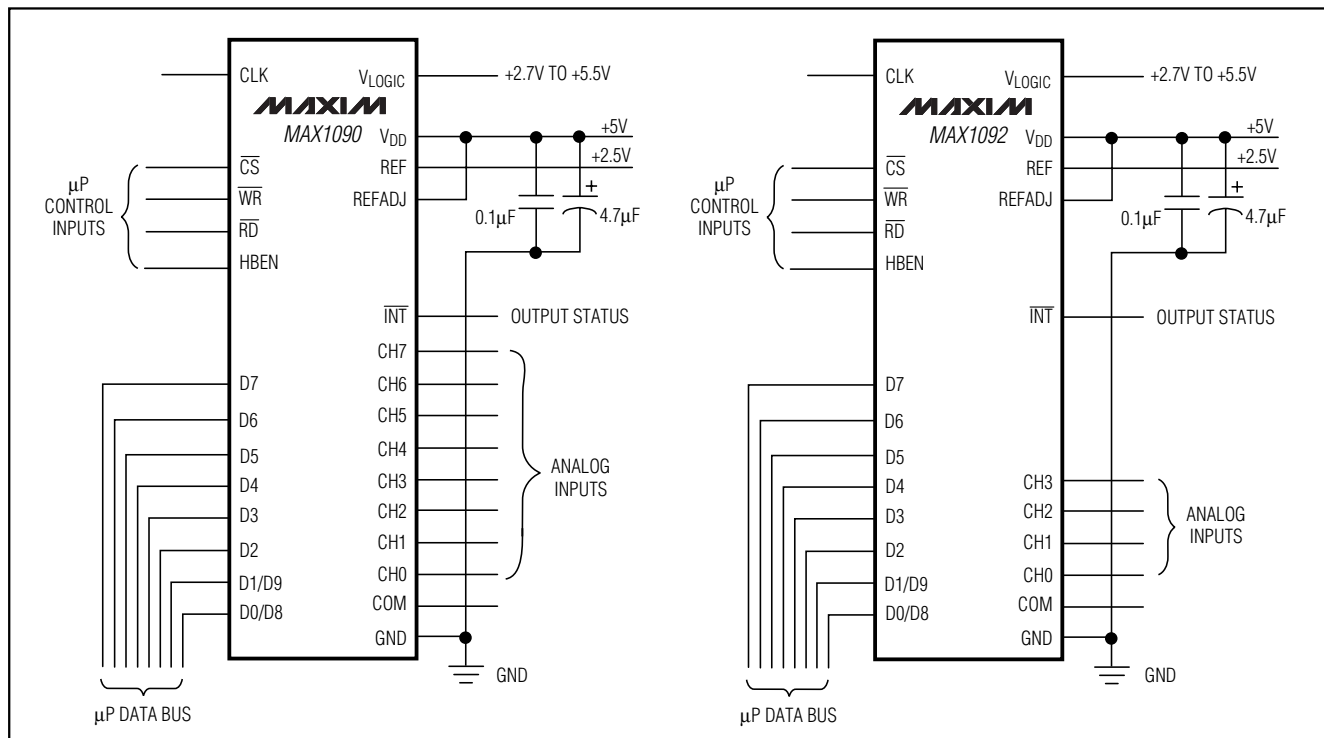 CLK
VLOGIC
+2.7V TO +5.5V
MAXIM
MAX1090
VDD
+5V
CS
REF
+2.5V
µP
CONTROL
INPUTS
WR
REFADJ
RD
+
0.1µF
4.7µF
HBEN
INT
OUTPUT STATUS
CH7
D7
CH6
D6
CH5
D5
CH4
D4
CH3
ANALOG
INPUTS
D3
CH2
D2
CH1
D1/D9
CH0
D0/D8
COM
GND
GND
µP DATA BUS
CLK
VLOGIC
+2.7V TO +5.5V
MAXIM
MAX1092
VDD
+5V
CS
REF
+2.5V
µP
CONTROL
INPUTS
WR
REFADJ
RD
+
0.1µF
4.7µF
HBEN
INT
OUTPUT STATUS
D7
D6
D5
D4
CH3
D3
CH2
ANALOG
INPUTS
D2
CH1
D1/D9
CH0
D0/D8
COM
GND
GND
µP DATA BUS